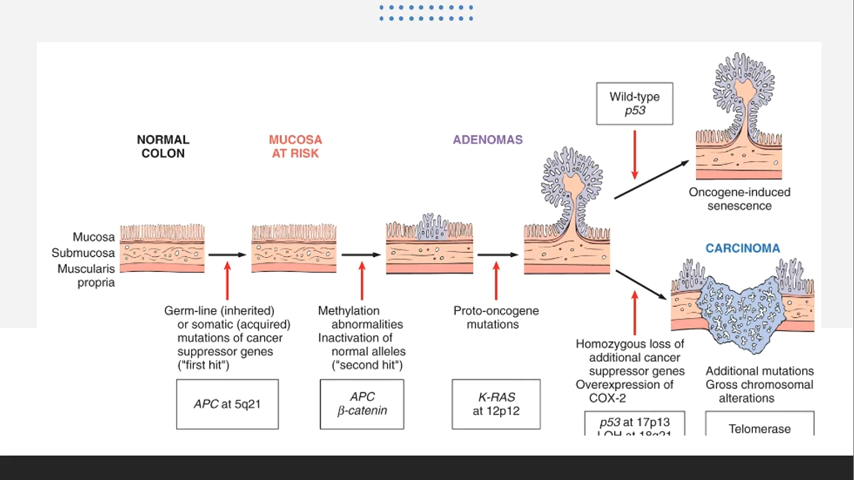 Wild-type
p53
NORMAL
COLON
MUCOSA
AT RISK
ADENOMAS
Oncogene-induced
senescence
CARCINOMA
Mucosa
Submucosa
Muscularis
propria
Germ-line (inherited)
or somatic (acquired)
mutations of cancer
suppressor genes
("first hit")
Methylation
abnormalities
Inactivation of
normal alleles
("second hit")
Proto-oncogene
mutations
Homozygous loss of
additional cancer
suppressor genes
Overexpression of
COX-2
Additional mutations
Gross chromosomal
alterations
APC at 5q21
APC
β-catenin
K-RAS
at 12p12
p53 at 17p13
LOH at 18q21
Telomerase